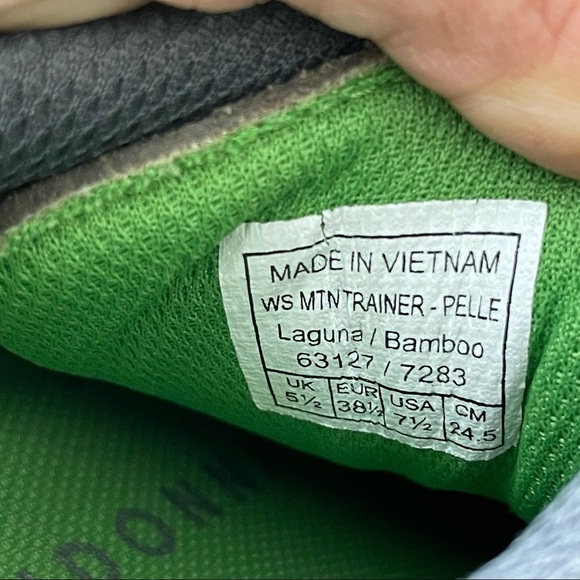 MADE IN VIETNAM
WS MTN TRAINER - PELLE
Laguna / Bamboo
63127 / 7283
UK EUR USA CM
5½ 38½ 7½ 24.5